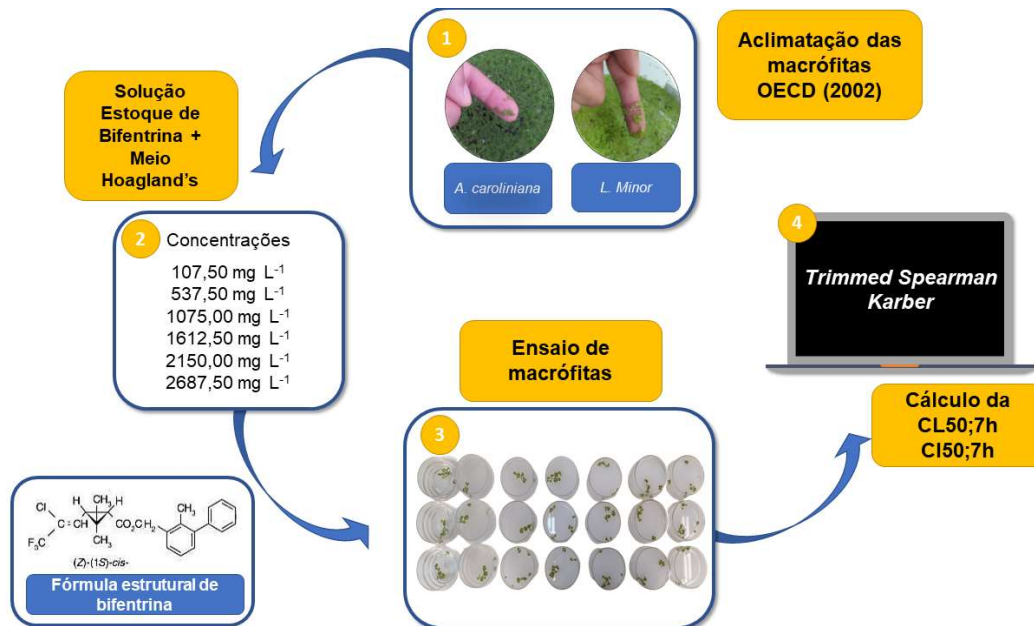 1
A. caroliniana
L. Minor
Aclimatação das
macrófitas
OECD (2002)
Solução
Estoque de
Bifentrina +
Meio
Hoagland's
2
Concentrações
107,50 mg L⁻¹
537,50 mg L⁻¹
1075,00 mg L⁻¹
1612,50 mg L⁻¹
2150,00 mg L⁻¹
2687,50 mg L⁻¹
Ensaio de
macrófitas
3
4
Trimmed Spearman
Karber
Cálculo da
CL50;7h
CI50;7h
CH₃
H
H
Cl
C=CH
F₃C
CH₃
CO₂CH₂
CH₃
(Z)-(1S)-cis-
Fórmula estrutural de
bifentrina